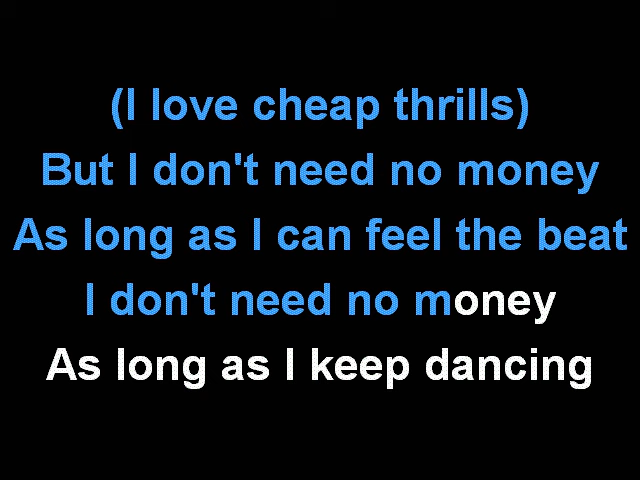 (I love cheap thrills)
But I don't need no money
As long as I can feel the beat
I don't need no money
As long as I keep dancing